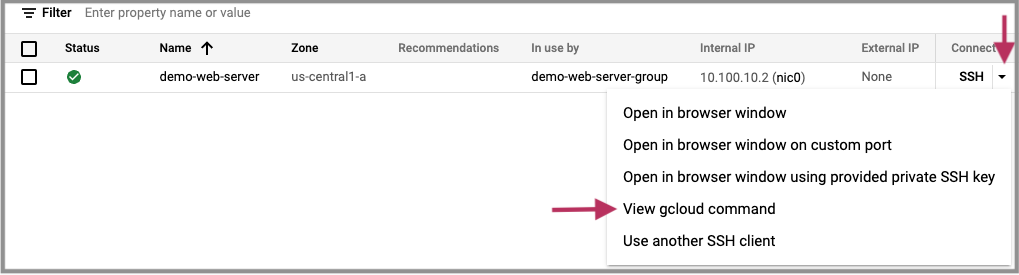 Filter Enter property name or value
Status Name Zone Recommendations In use by Internal IP External IP Connect
demo-web-server us-central1-a demo-web-server-group 10.100.10.2 (nic0) None SSH
Open in browser window
Open in browser window on custom port
Open in browser window using provided private SSH key
View gcloud command
Use another SSH client